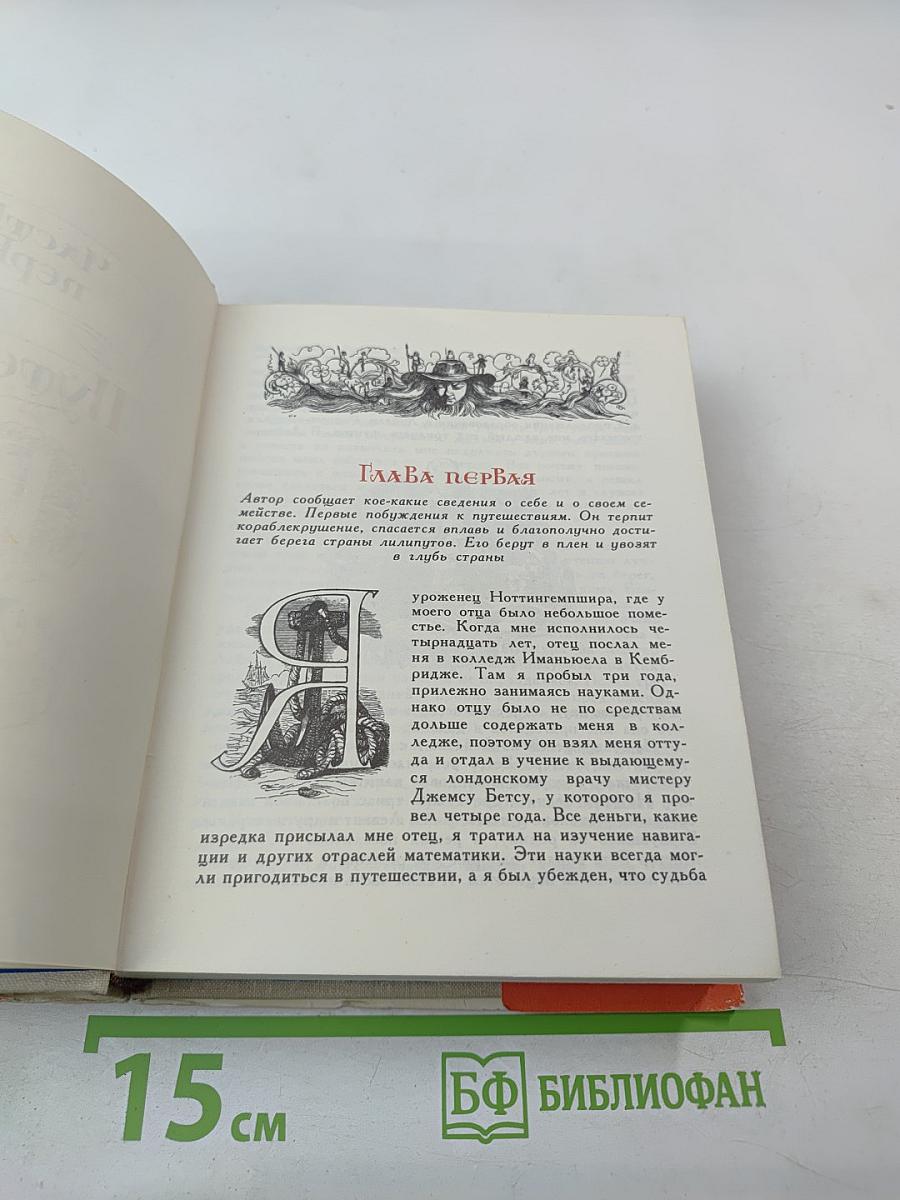 Глава первая
Автор сообщает кое-какие сведения о себе и о своем се-
мействе. Первые побуждения к путешествиям. Он терпит
кораблекрушение, спасается вплавь и благополучно дости-
гает берега страны лилипутов. Его берут в плен и увозят
в глубь страны
Я уроженец Ноттингемпшира, где у
моего отца было небольшое поме-
стье. Когда мне исполнилось че-
тырнадцать лет, отец послал ме-
ня в колледж Иманьюела в Кемб-
ридже. Там я пробыл три года,
прилежно занимаясь науками. Од-
нако отцу было не по средствам
дольше содержать меня в кол-
ледже, поэтому он взял меня отту-
да и отдал в учение к выдающему-
ся лондонскому врачу мистеру
Джемсу Бетсу, у которого я про-
вел четыре года. Все деньги, какие
изредка присылал мне отец, я тратил на изучение навига-
ции и других отраслей математики. Эти науки всегда мог-
ли пригодиться в путешествии, а я был убежден, что судьба
15 см
БФ БИБЛИОФАН